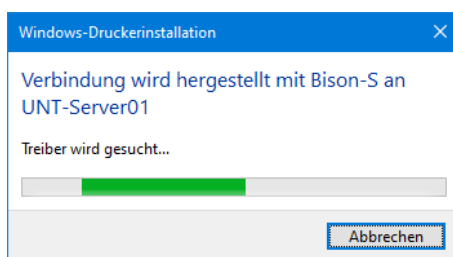 Windows-Druckerinstallation
Verbindung wird hergestellt mit Bison-S an
UNT-Server01
Treiber wird gesucht...
Abbrechen